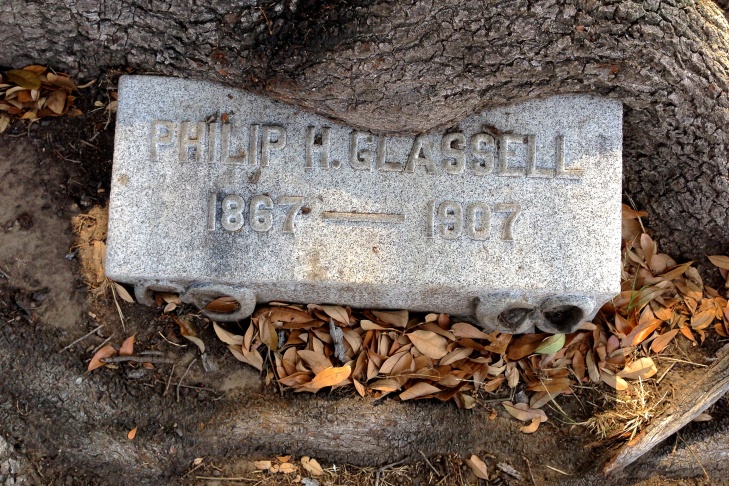 PHILIP H. GLASSELL
1867 — 1907